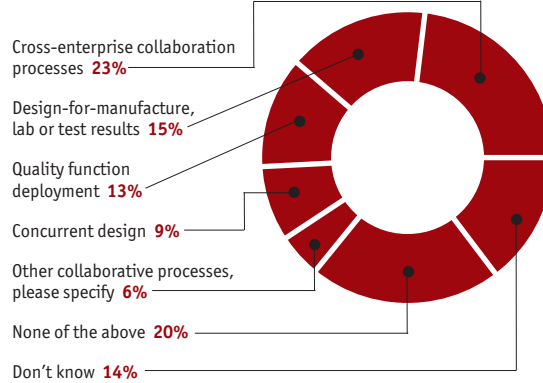 Cross-enterprise collaboration
processes 23%
Design-for-manufacture,
lab or test results 15%
Quality function
deployment 13%
Concurrent design 9%
Other collaborative processes,
please specify 6%
None of the above 20%
Don’t know 14%